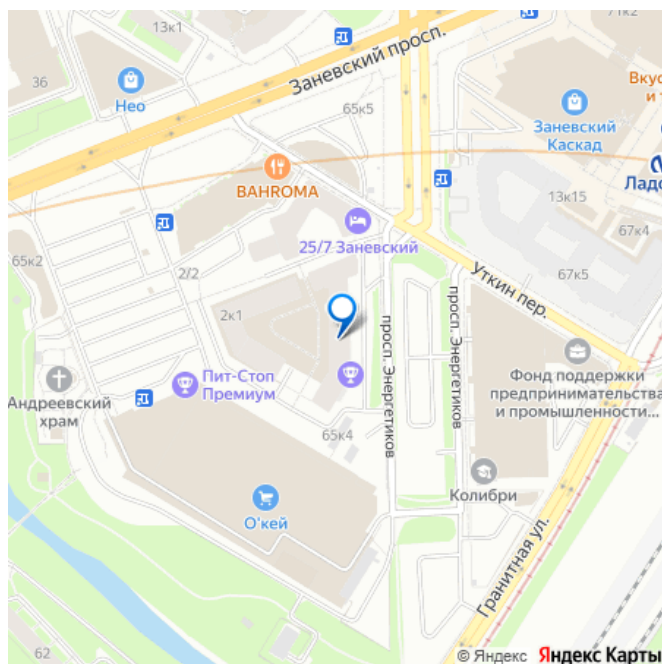 71к2
13к1
Заневский просп.
36
Нео
65к5
Вкус
и т
Заневский
Каскад
BAHROMA
Ладо
13к15
67к4
25/7 Заневский
65к2
2/2
67к5
Уткин пер.
2к1
просп. Энергетиков
просп. Энергетиков
Пит-Стоп
Премиум
Андреевский
храм
Фонд поддержки
предпринимательства
и промышленности...
65к4
Колибри
О'кей
Гранитная ул.
62
© Яндекс Яндекс Карты